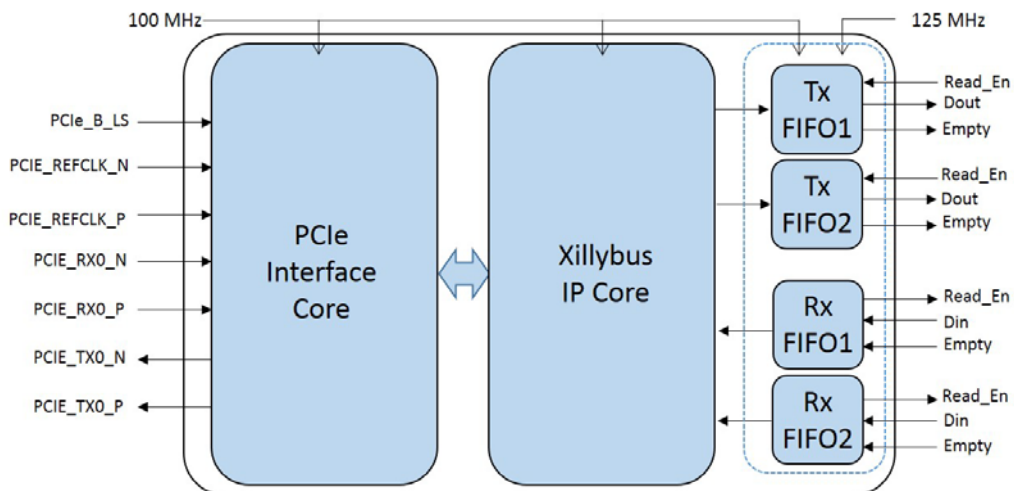 100 MHz
125 MHz
PCIe_B_LS
PCIE_REFCLK_N
PCIE_REFCLK_P
PCIE_RX0_N
PCIE_RX0_P
PCIE_TX0_N
PCIE_TX0_P
PCIe
Interface
Core
Xillybus
IP Core
Tx
FIFO1
Read_En
Dout
Empty
Tx
FIFO2
Read_En
Dout
Empty
Rx
FIFO1
Read_En
Din
Empty
Rx
FIFO2
Read_En
Din
Empty